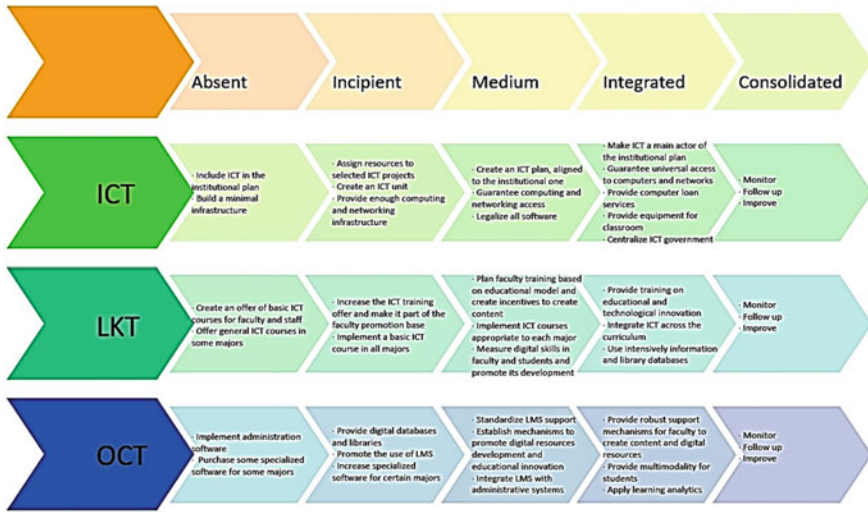 Absent
Incipient
Medium
Integrated
Consolidated
ICT
- Include ICT in the
institutional plan
- Build a minimal
infrastructure
- Assign resources to
selected ICT projects
- Create an ICT unit
- Provide enough computing
and networking
infrastructure
- Create an ICT plan, aligned
to the institutional one
- Guarantee computing and
networking access
- Legalize all software
- Make ICT a main actor of
the institutional plan
- Guarantee universal access
to computers and networks
- Provide computer loan
services
- Provide equipment for
classroom
- Centralize ICT government
- Monitor
- Follow up
- Improve
LKT
- Create an offer of basic ICT
courses for faculty and staff
- Offer general ICT courses in
some majors
- Increase the ICT training
offer and make it part of the
faculty promotion base
- Implement a basic ICT
course in all majors
- Plan faculty training based
on educational model and
create incentives to create
content
- Implement ICT courses
appropriate to each major
- Measure digital skills in
faculty and students and
promote its development
- Provide training on
educational and
technological innovation
- Integrate ICT across the
curriculum
- Use intensively information
and library databases
- Monitor
- Follow up
- Improve
OCT
- Implement administration
software
- Purchase some specialized
software for some majors
- Provide digital databases
and libraries
- Promote the use of LMS
- Increase specialized
software for certain majors
- Standardize LMS support
- Establish mechanisms to
promote digital resources
development and
educational innovation
- Integrate LMS with
administrative systems
- Provide robust support
mechanisms for faculty to
create content and digital
resources
- Provide multimodality for
students
- Apply learning analytics
- Monitor
- Follow up
- Improve